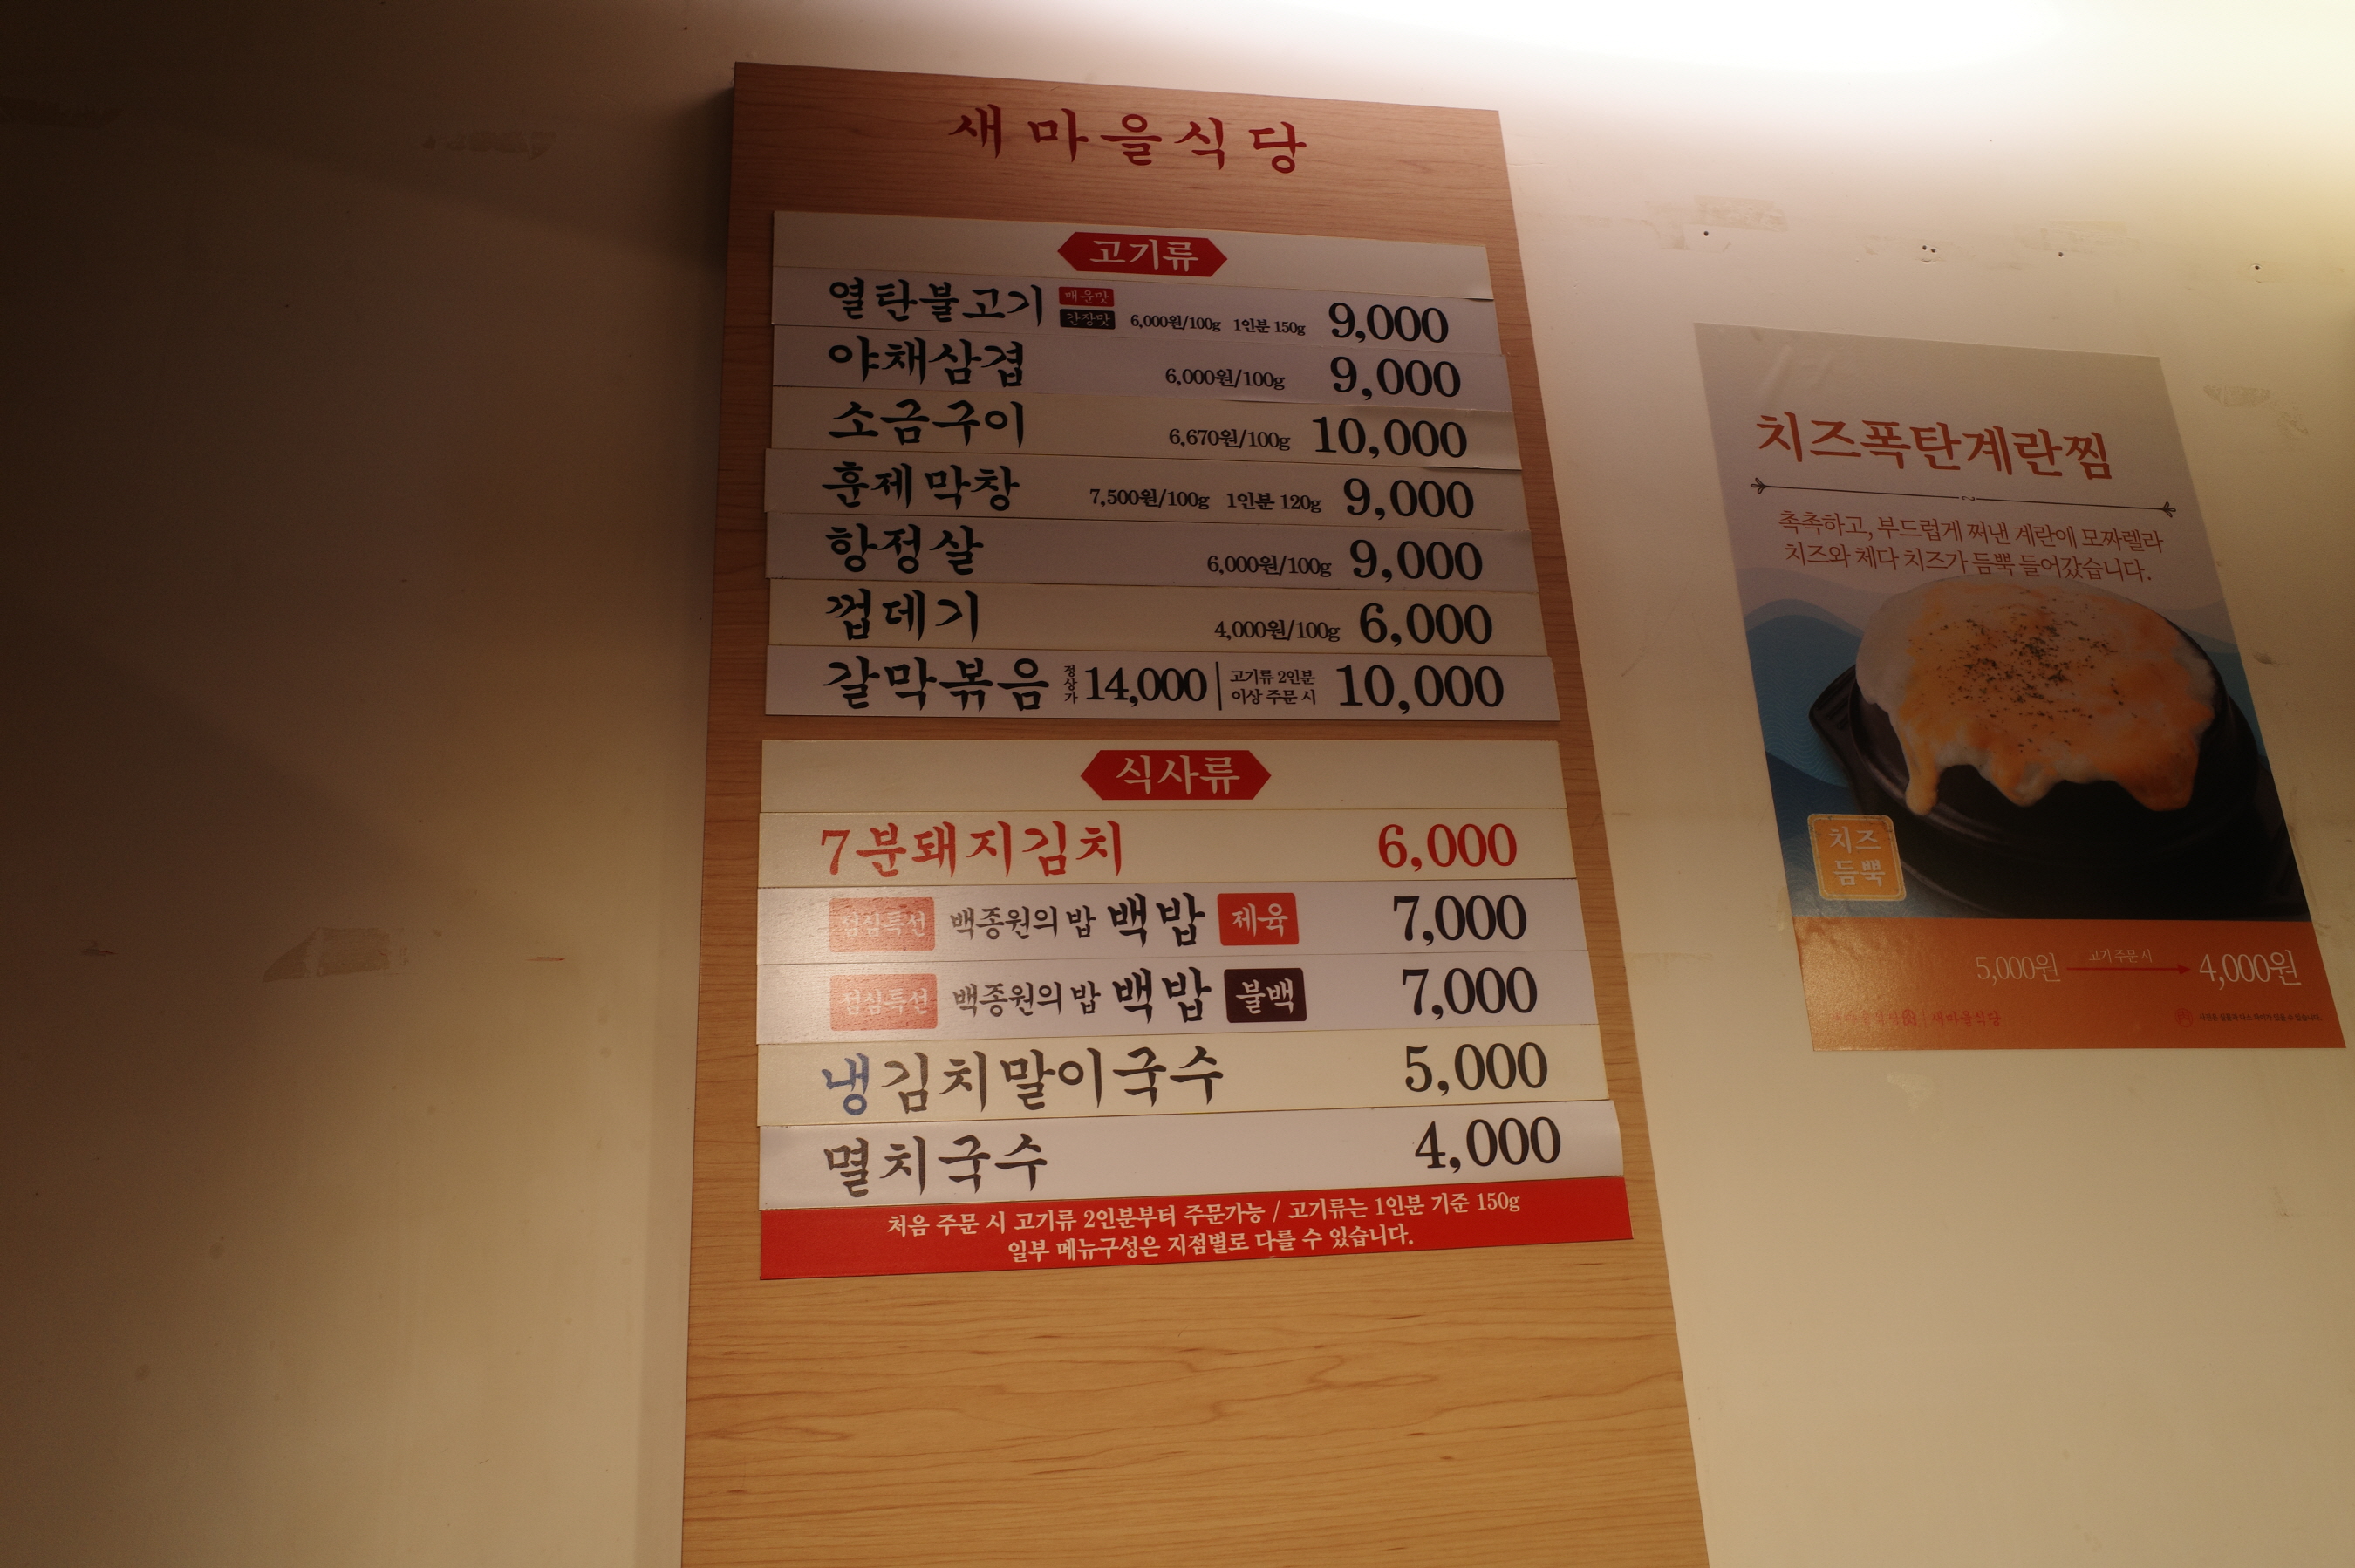 새마을식당
고기류
열탄불고기 매운맛 간장맛 6,000원/100g 1인분 150g 9,000
야채삼겹 6,000원/100g 9,000
소금구이 6,670원/100g 10,000
훈제막창 7,500원/100g 1인분 120g 9,000
항정살 6,000원/100g 9,000
껍데기 4,000원/100g 6,000
갈막볶음 정상가 14,000 고기류 2인분 이상 주문 시 10,000
식사류
7분돼지김치 6,000
점심특선 백종원의 밥 백밥 제육 7,000
점심특선 백종원의 밥 백밥 불백 7,000
냉김치말이국수 5,000
멸치국수 4,000
처음 주문 시 고기류 2인분부터 주문가능 / 고기류는 1인분 기준 150g
일부 메뉴구성은 지점별로 다를 수 있습니다.
치즈폭탄계란찜
촉촉하고, 부드럽게 쪄낸 계란에 모짜렐라
치즈와 체다 치즈가 듬뿍 들어갔습니다.
치즈
듬뿍
5,000원 고기 주문 시 4,000원
새마을식당